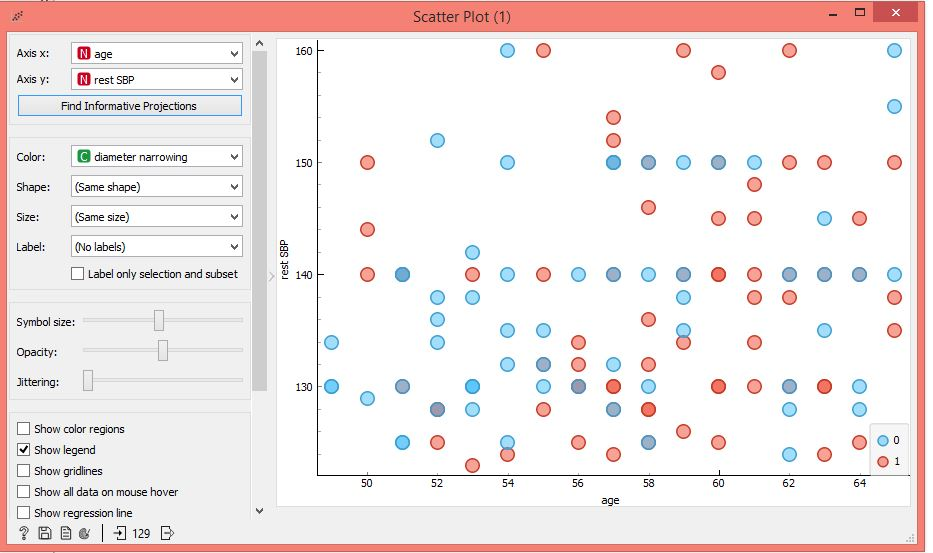 Scatter Plot (1)
Axis x: N age
Axis y: N rest SBP
Find Informative Projections
Color: C diameter narrowing
Shape: (Same shape)
Size: (Same size)
Label: (No labels)
Label only selection and subset
Symbol size:
Opacity:
Jittering:
Show color regions
Show legend
Show gridlines
Show all data on mouse hover
Show regression line
? 129
160
150
140
130
rest SBP
50 52 54 56 58 60 62 64
age
0
1